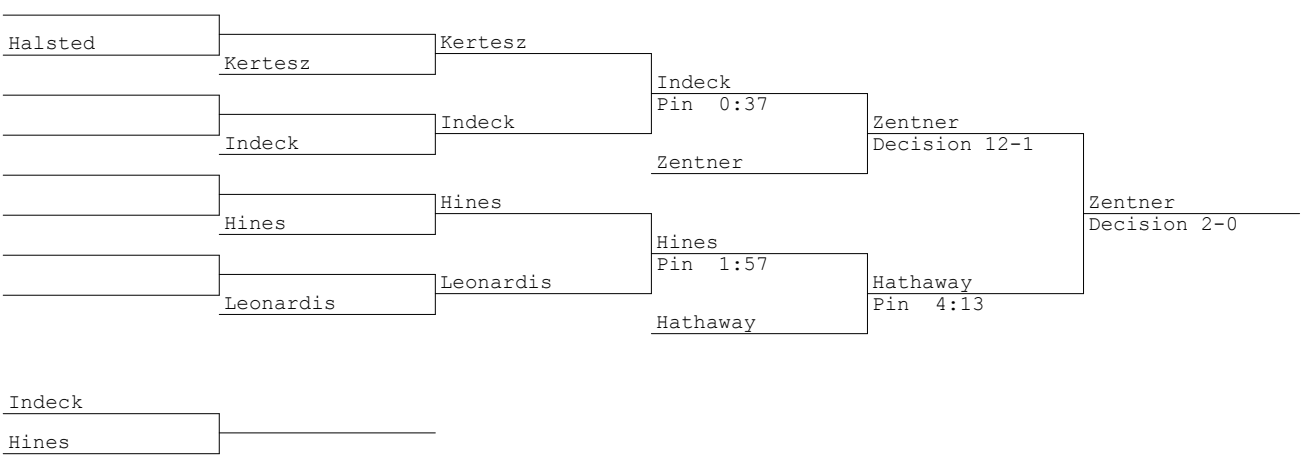 Halsted
Kertesz
Kertesz
Indeck
Pin 0:37
Indeck
Indeck
Zentner
Decision 12-1
Zentner
Hines
Hines
Zentner
Decision 2-0
Hines
Pin 1:57
Leonardis
Leonardis
Hathaway
Pin 4:13
Hathaway
Indeck
Hines